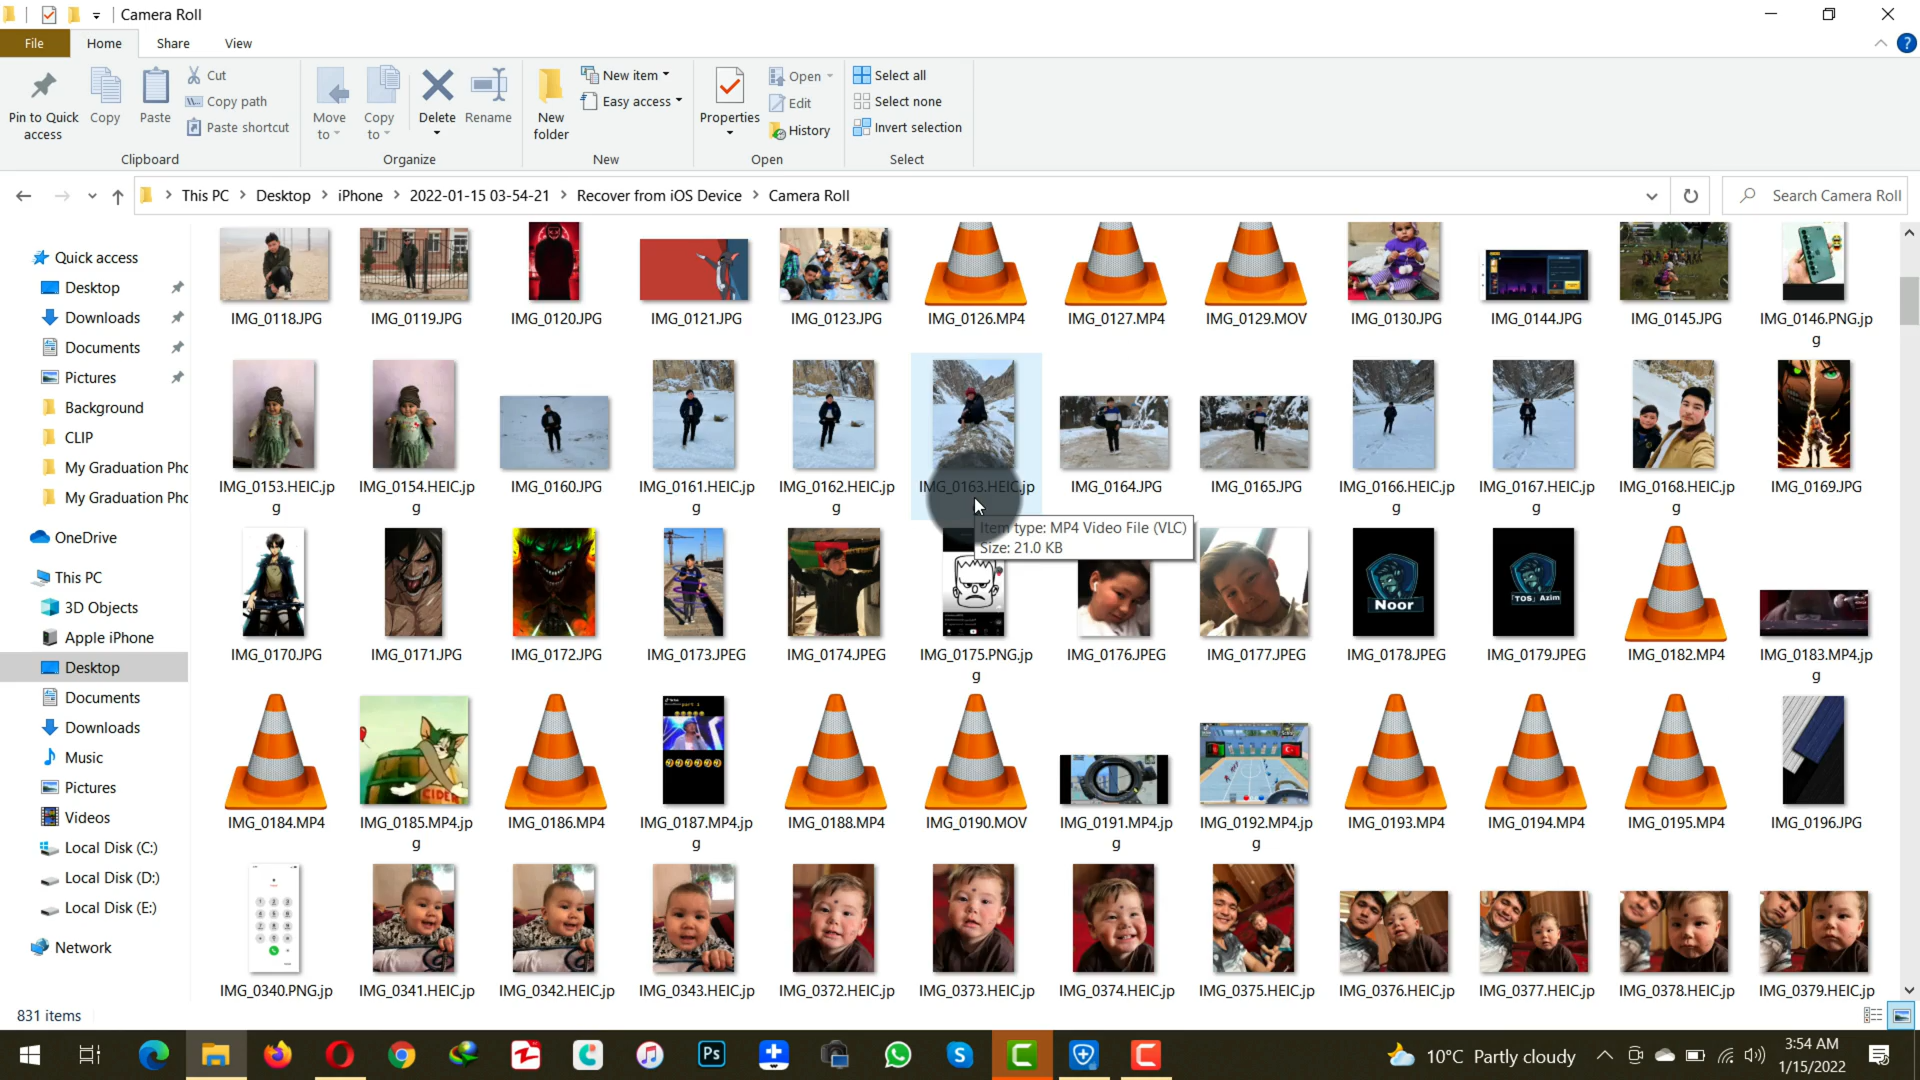 Camera Roll
File Home Share View
Pin to Quick access
Copy
Paste
Cut
Copy path
Paste shortcut
Clipboard
Move to
Copy to
Delete
Rename
Organize
New folder
New item
Easy access
New
Properties
Open
Edit
History
Open
Select all
Select none
Invert selection
Select
This PC > Desktop > iPhone > 2022-01-15 03-54-21 > Recover from iOS Device > Camera Roll
Search Camera Roll
Quick access
Desktop
Downloads
Documents
Pictures
Background
CLIP
My Graduation Pho
My Graduation Pho
OneDrive
This PC
3D Objects
Apple iPhone
Desktop
Documents
Downloads
Music
Pictures
Videos
Local Disk (C:)
Local Disk (D:)
Local Disk (E:)
Network
IMG_0118.JPG IMG_0119.JPG IMG_0120.JPG IMG_0121.JPG IMG_0123.JPG IMG_0126.MP4 IMG_0127.MP4 IMG_0129.MOV IMG_0130.JPG IMG_0144.JPG IMG_0145.JPG IMG_0146.PNG.jp
g
IMG_0153.HEIC.jp IMG_0154.HEIC.jp IMG_0160.JPG IMG_0161.HEIC.jp IMG_0162.HEIC.jp IMG_0163.HEIC.jp IMG_0164.JPG IMG_0165.JPG IMG_0166.HEIC.jp IMG_0167.HEIC.jp IMG_0168.HEIC.jp IMG_0169.JPG
g g g g g g g
Item type: MP4 Video File (VLC)
Size: 21.0 KB
Noor
TOS Azim
IMG_0170.JPG IMG_0171.JPG IMG_0172.JPG IMG_0173.JPEG IMG_0174.JPEG IMG_0175.PNG.jp IMG_0176.JPEG IMG_0177.JPEG IMG_0178.JPEG IMG_0179.JPEG IMG_0182.MP4 IMG_0183.MP4.jp
g g
CIDER
IMG_0184.MP4 IMG_0185.MP4.jp IMG_0186.MP4 IMG_0187.MP4.jp IMG_0188.MP4 IMG_0190.MOV IMG_0191.MP4.jp IMG_0192.MP4.jp IMG_0193.MP4 IMG_0194.MP4 IMG_0195.MP4 IMG_0196.JPG
g g g g
IMG_0340.PNG.jp IMG_0341.HEIC.jp IMG_0342.HEIC.jp IMG_0343.HEIC.jp IMG_0372.HEIC.jp IMG_0373.HEIC.jp IMG_0374.HEIC.jp IMG_0375.HEIC.jp IMG_0376.HEIC.jp IMG_0377.HEIC.jp IMG_0378.HEIC.jp IMG_0379.HEIC.jp
831 items
Ps
10°C Partly cloudy
3:54 AM
1/15/2022